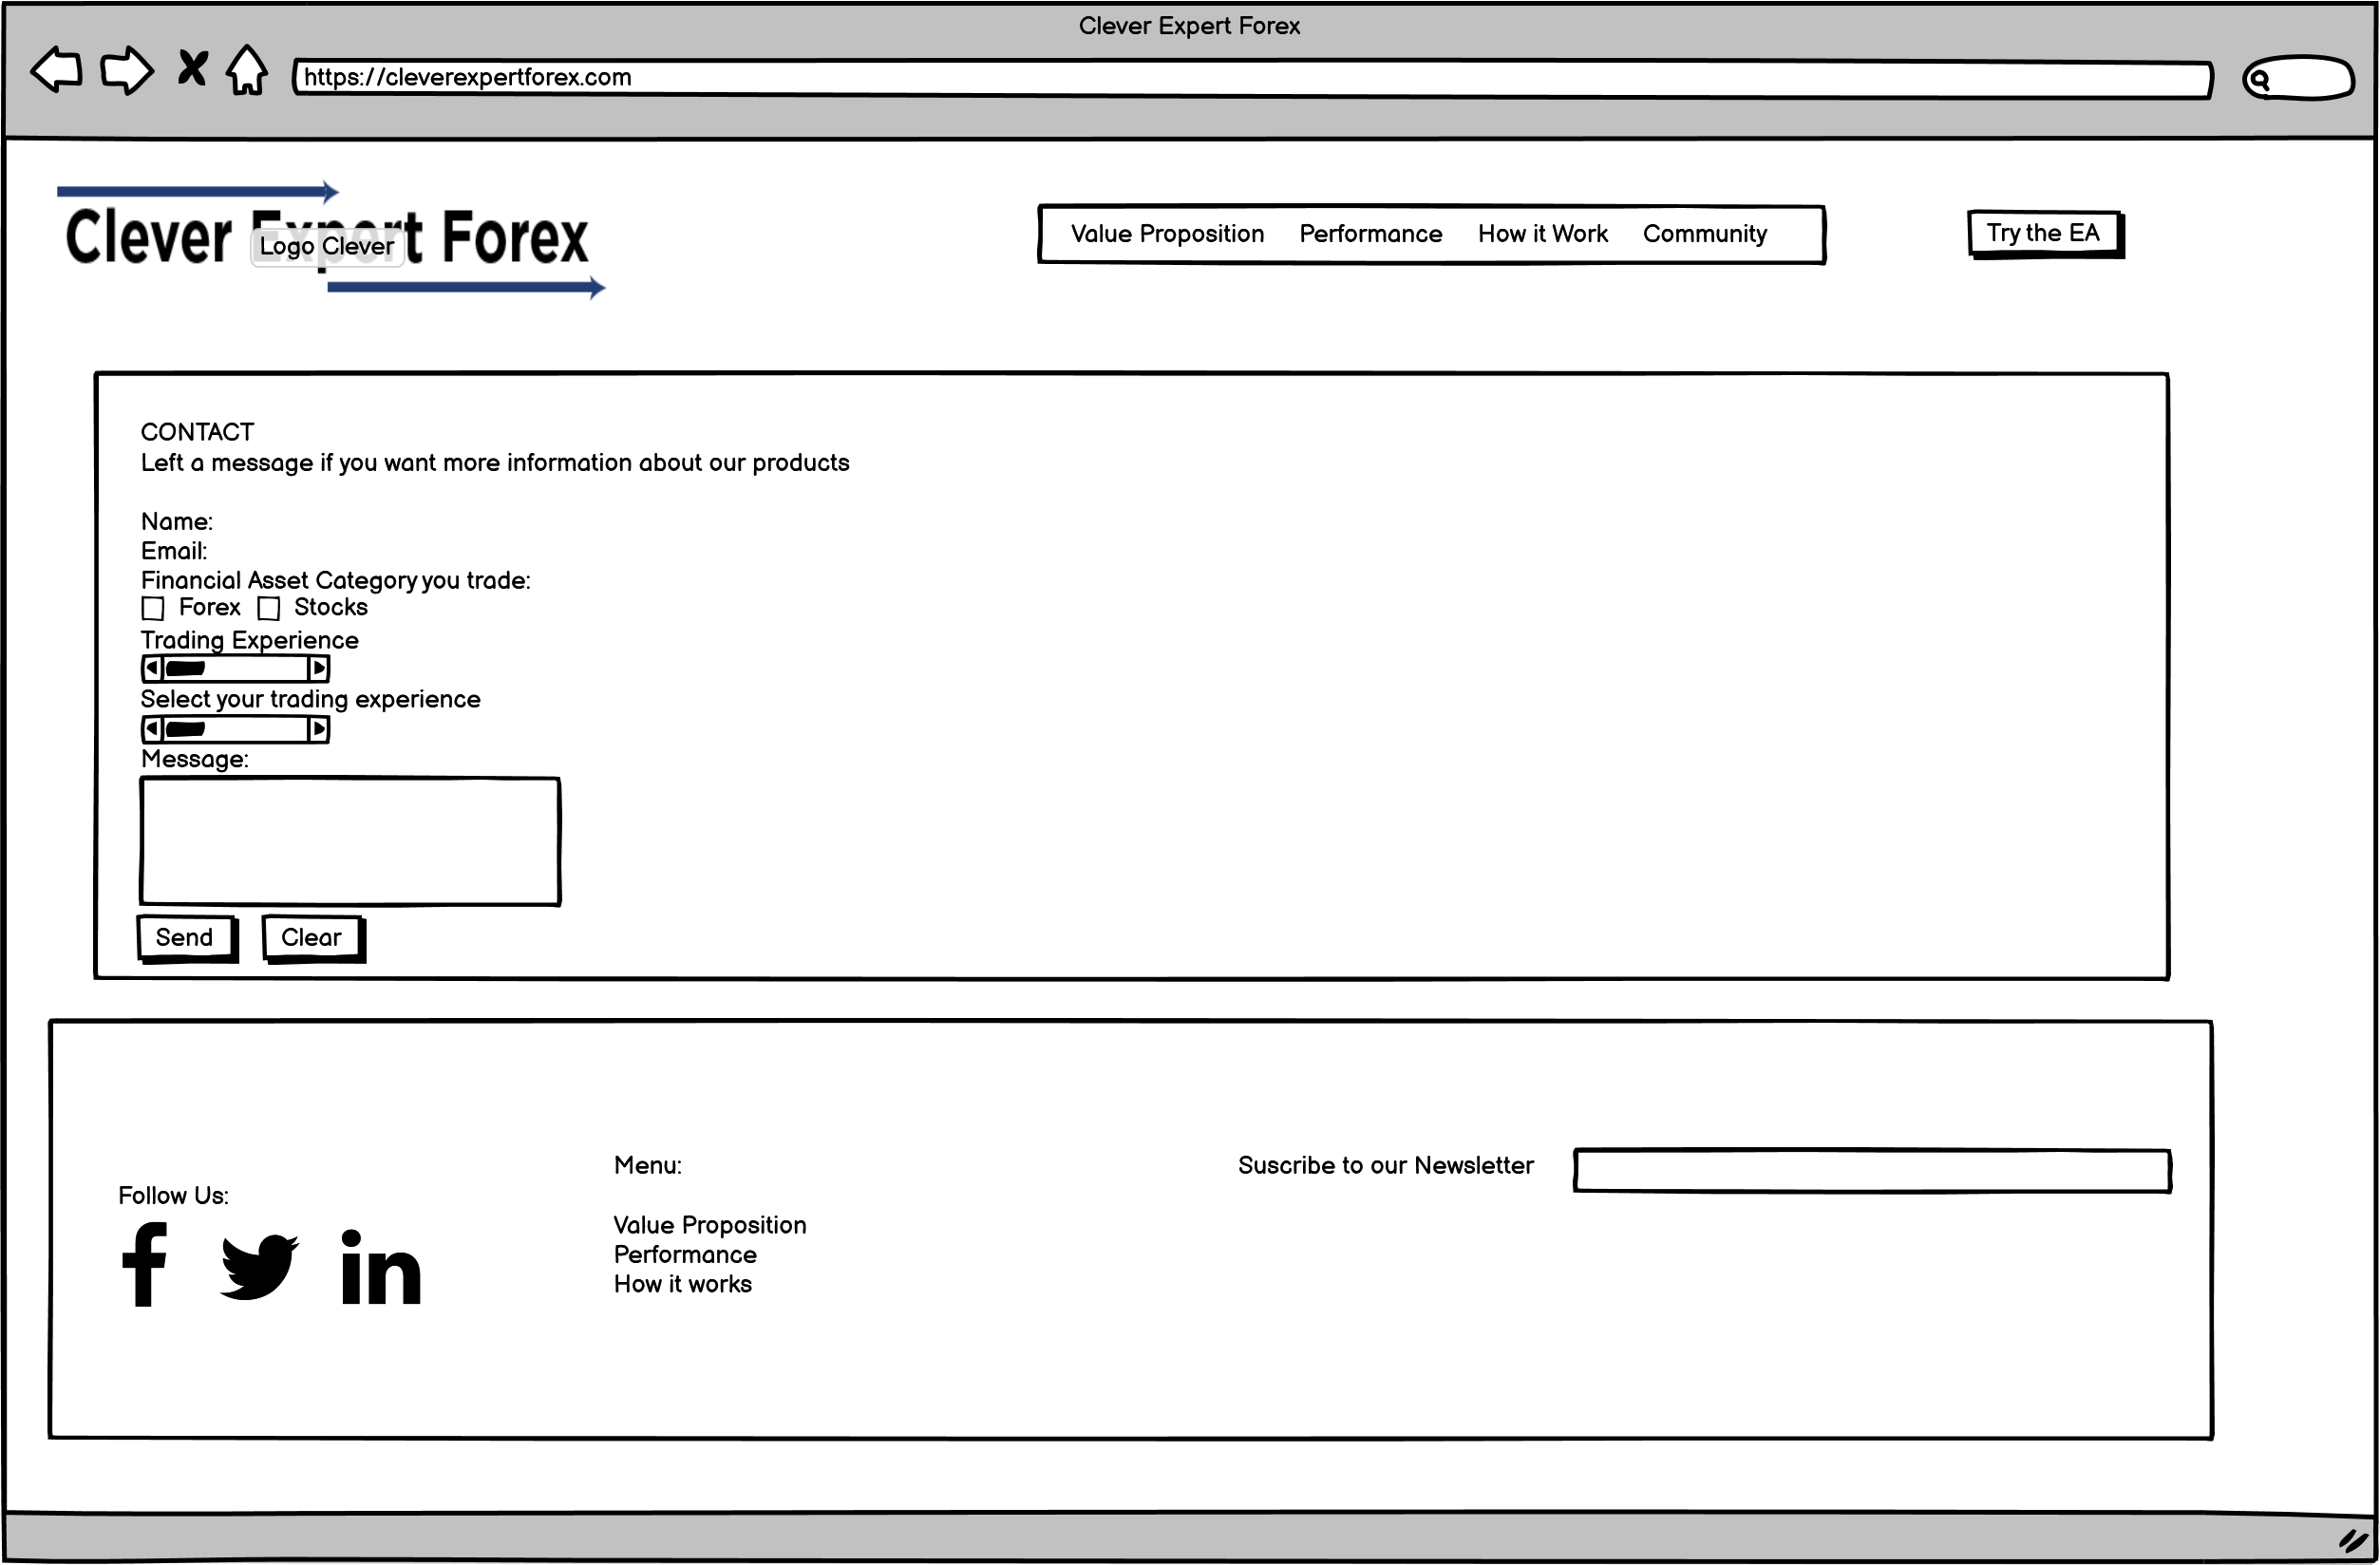 Clever Expert Forex
https://cleverexpertforex.com
Clever Expert Forex
Logo Clever
Value Proposition Performance How it Work Community
Try the EA
CONTACT
Left a message if you want more information about our products
Name:
Email:
Financial Asset Category you trade:
Forex Stocks
Trading Experience
Select your trading experience
Message:
Send Clear
Follow Us:
Menu:
Value Proposition
Performance
How it works
Suscribe to our Newsletter